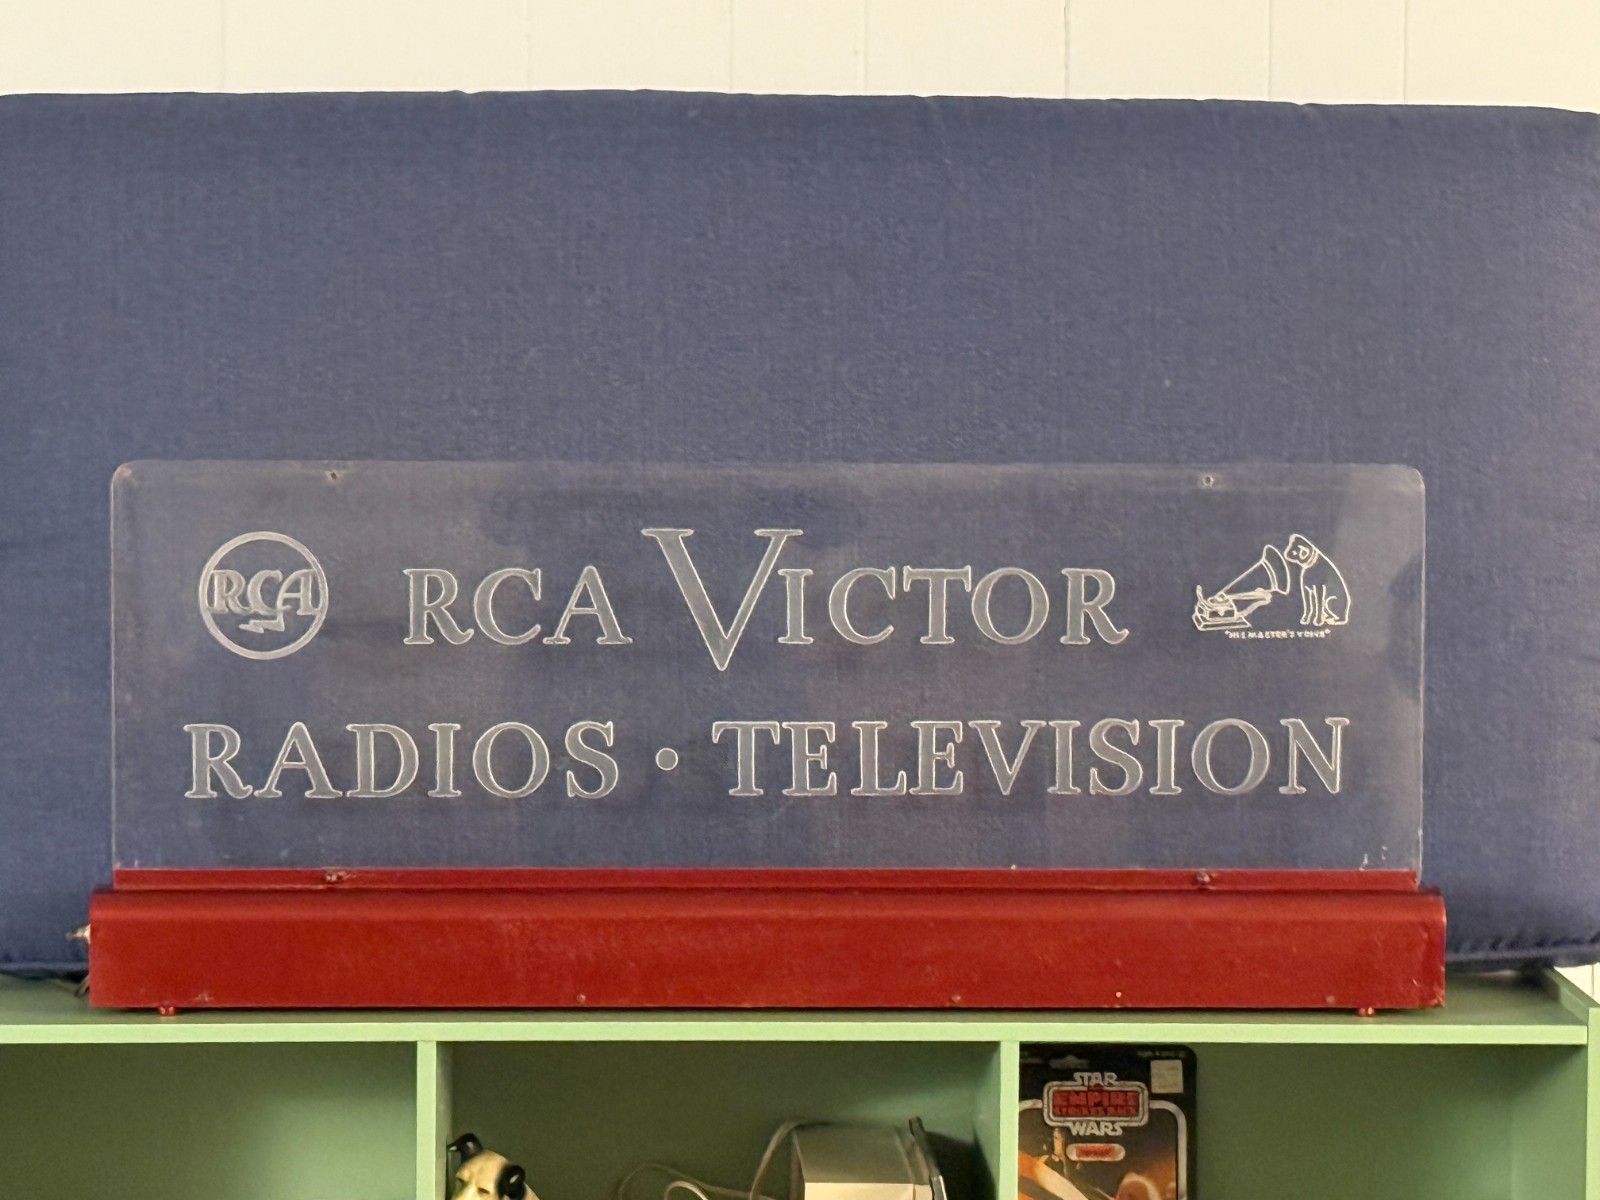 RCA
RCA VICTOR
"HIS MASTER'S VOICE"
RADIOS • TELEVISION
STAR
EMPIRE
STRIKES BACK
WARS